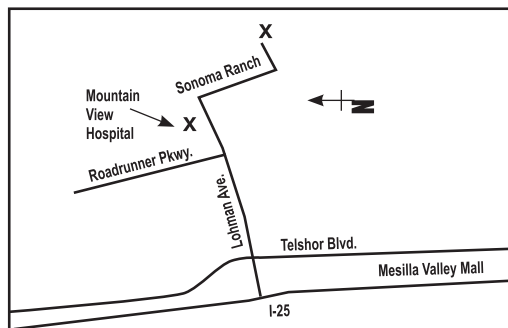 X
Sonoma Ranch
Mountain
View
Hospital
X
N
Roadrunner Pkwy.
Lohman Ave.
Telshor Blvd.
Mesilla Valley Mall
I-25